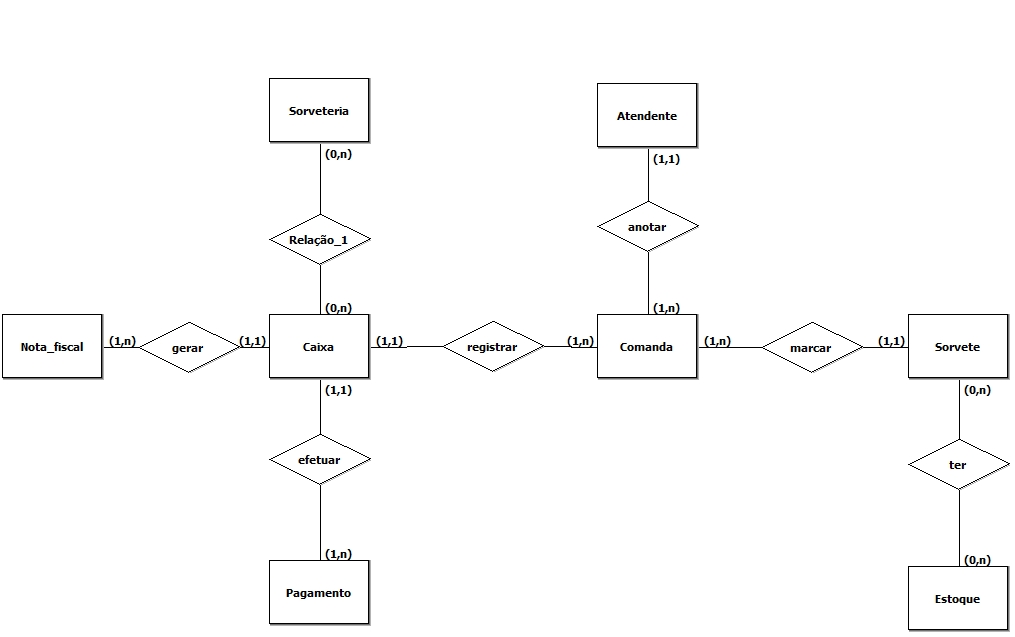 Sorveteria
Atendente
(0,n)
(1,1)
anotar
Relação_1
(0,n)
(1,n)
Nota_fiscal
(1,n)
gerar
(1,1)
Caixa
(1,1)
registrar
(1,n)
Comanda
(1,n)
marcar
(1,1)
Sorvete
(1,1)
(0,n)
efetuar
ter
(1,n)
(0,n)
Pagamento
Estoque